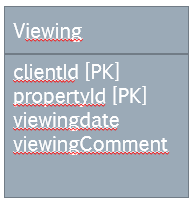 Viewing
clientId [PK]
propertyId [PK]
viewingdate
viewingComment